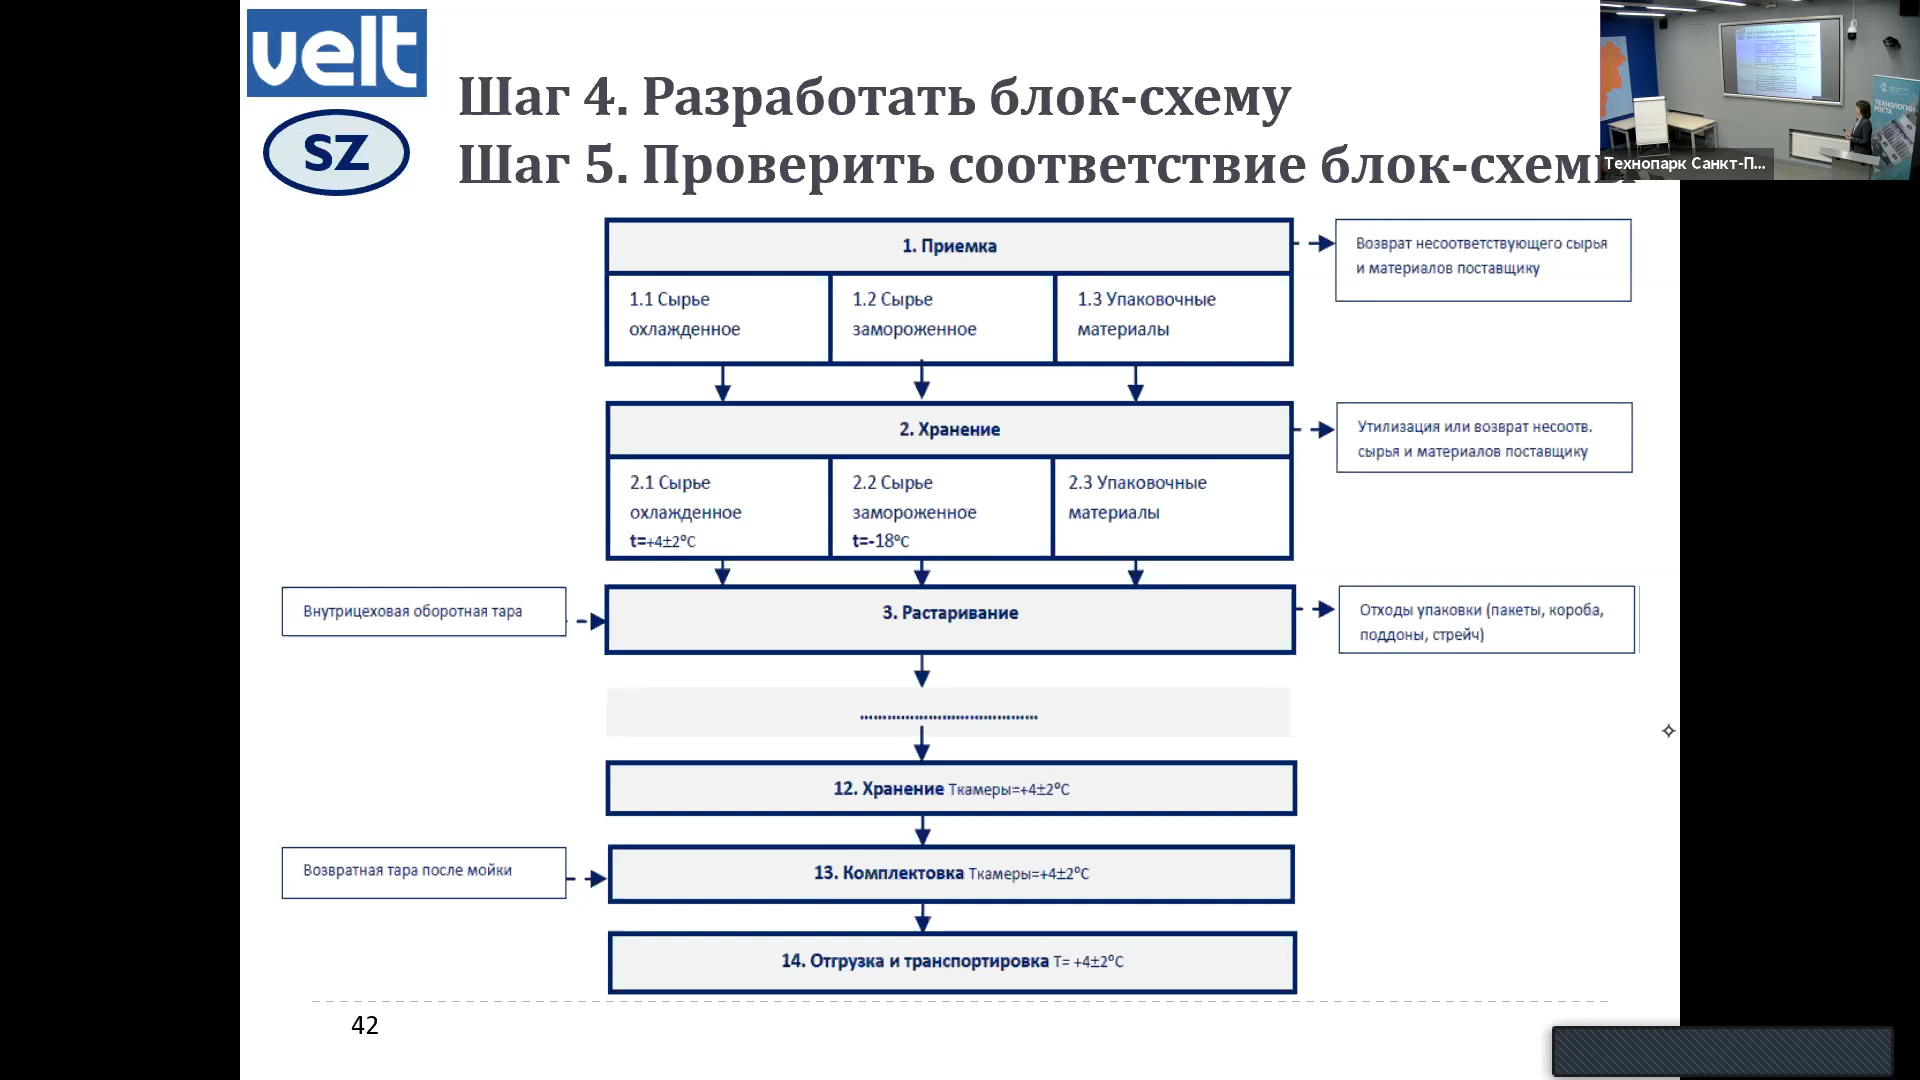 velt
SZ
Шаг 4. Разработать блок-схему
Шаг 5. Проверить соответствие блок-схемы
Технопарк Санкт-П...
ТЕХНОЛОГИИ
РОСТА
1. Приемка
Возврат несоответствующего сырья
и материалов поставщику
1.1 Сырье
охлажденное
1.2 Сырье
замороженное
1.3 Упаковочные
материалы
2. Хранение
Утилизация или возврат несоотв.
сырья и материалов поставщику
2.1 Сырье
охлажденное
t=+4±2°C
2.2 Сырье
замороженное
t=-18°C
2.3 Упаковочные
материалы
Внутрицеховая оборотная тара
3. Растаривание
Отходы упаковки (пакеты, короба,
поддоны, стрейч)
.......................................
12. Хранение Ткамеры=+4±2°C
Возвратная тара после мойки
13. Комплектовка Ткамеры=+4±2°C
14. Отгрузка и транспортировка T= +4±2°C
42